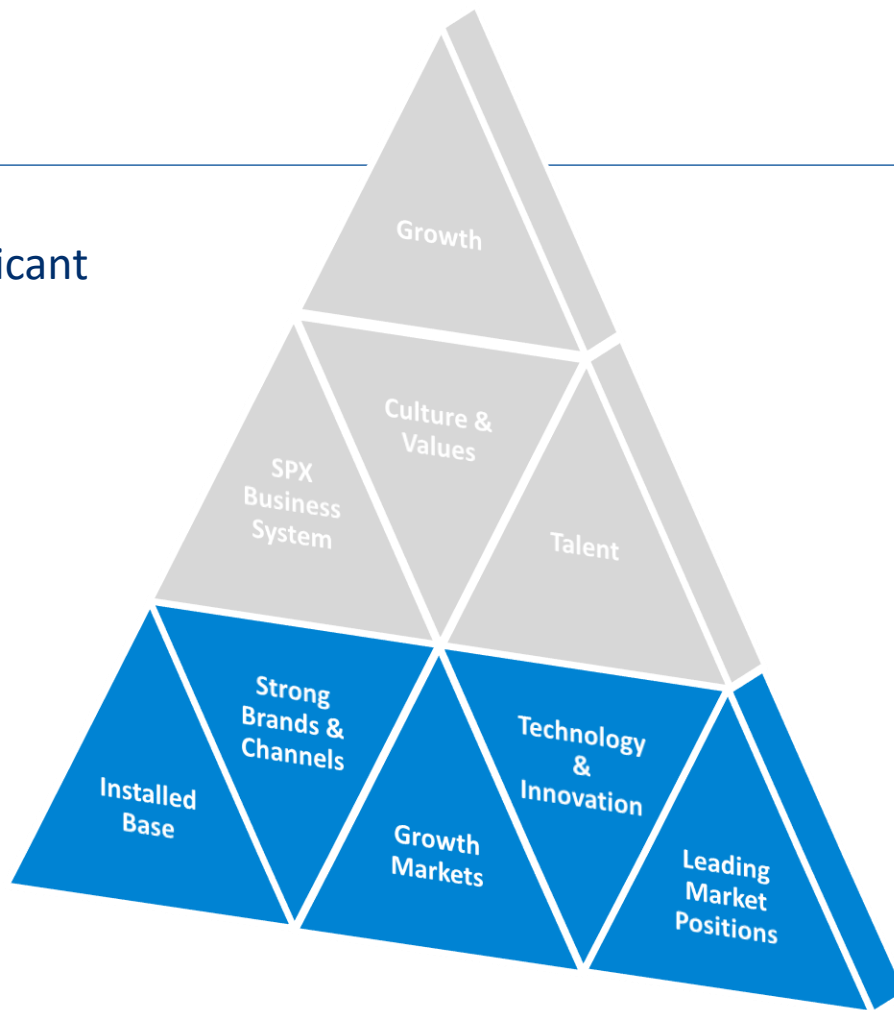 icant
Growth
Culture &
Values
SPX
Business
System
Talent
Strong
Brands &
Channels
Technology
&
Innovation
Installed
Base
Growth
Markets
Leading
Market
Positions